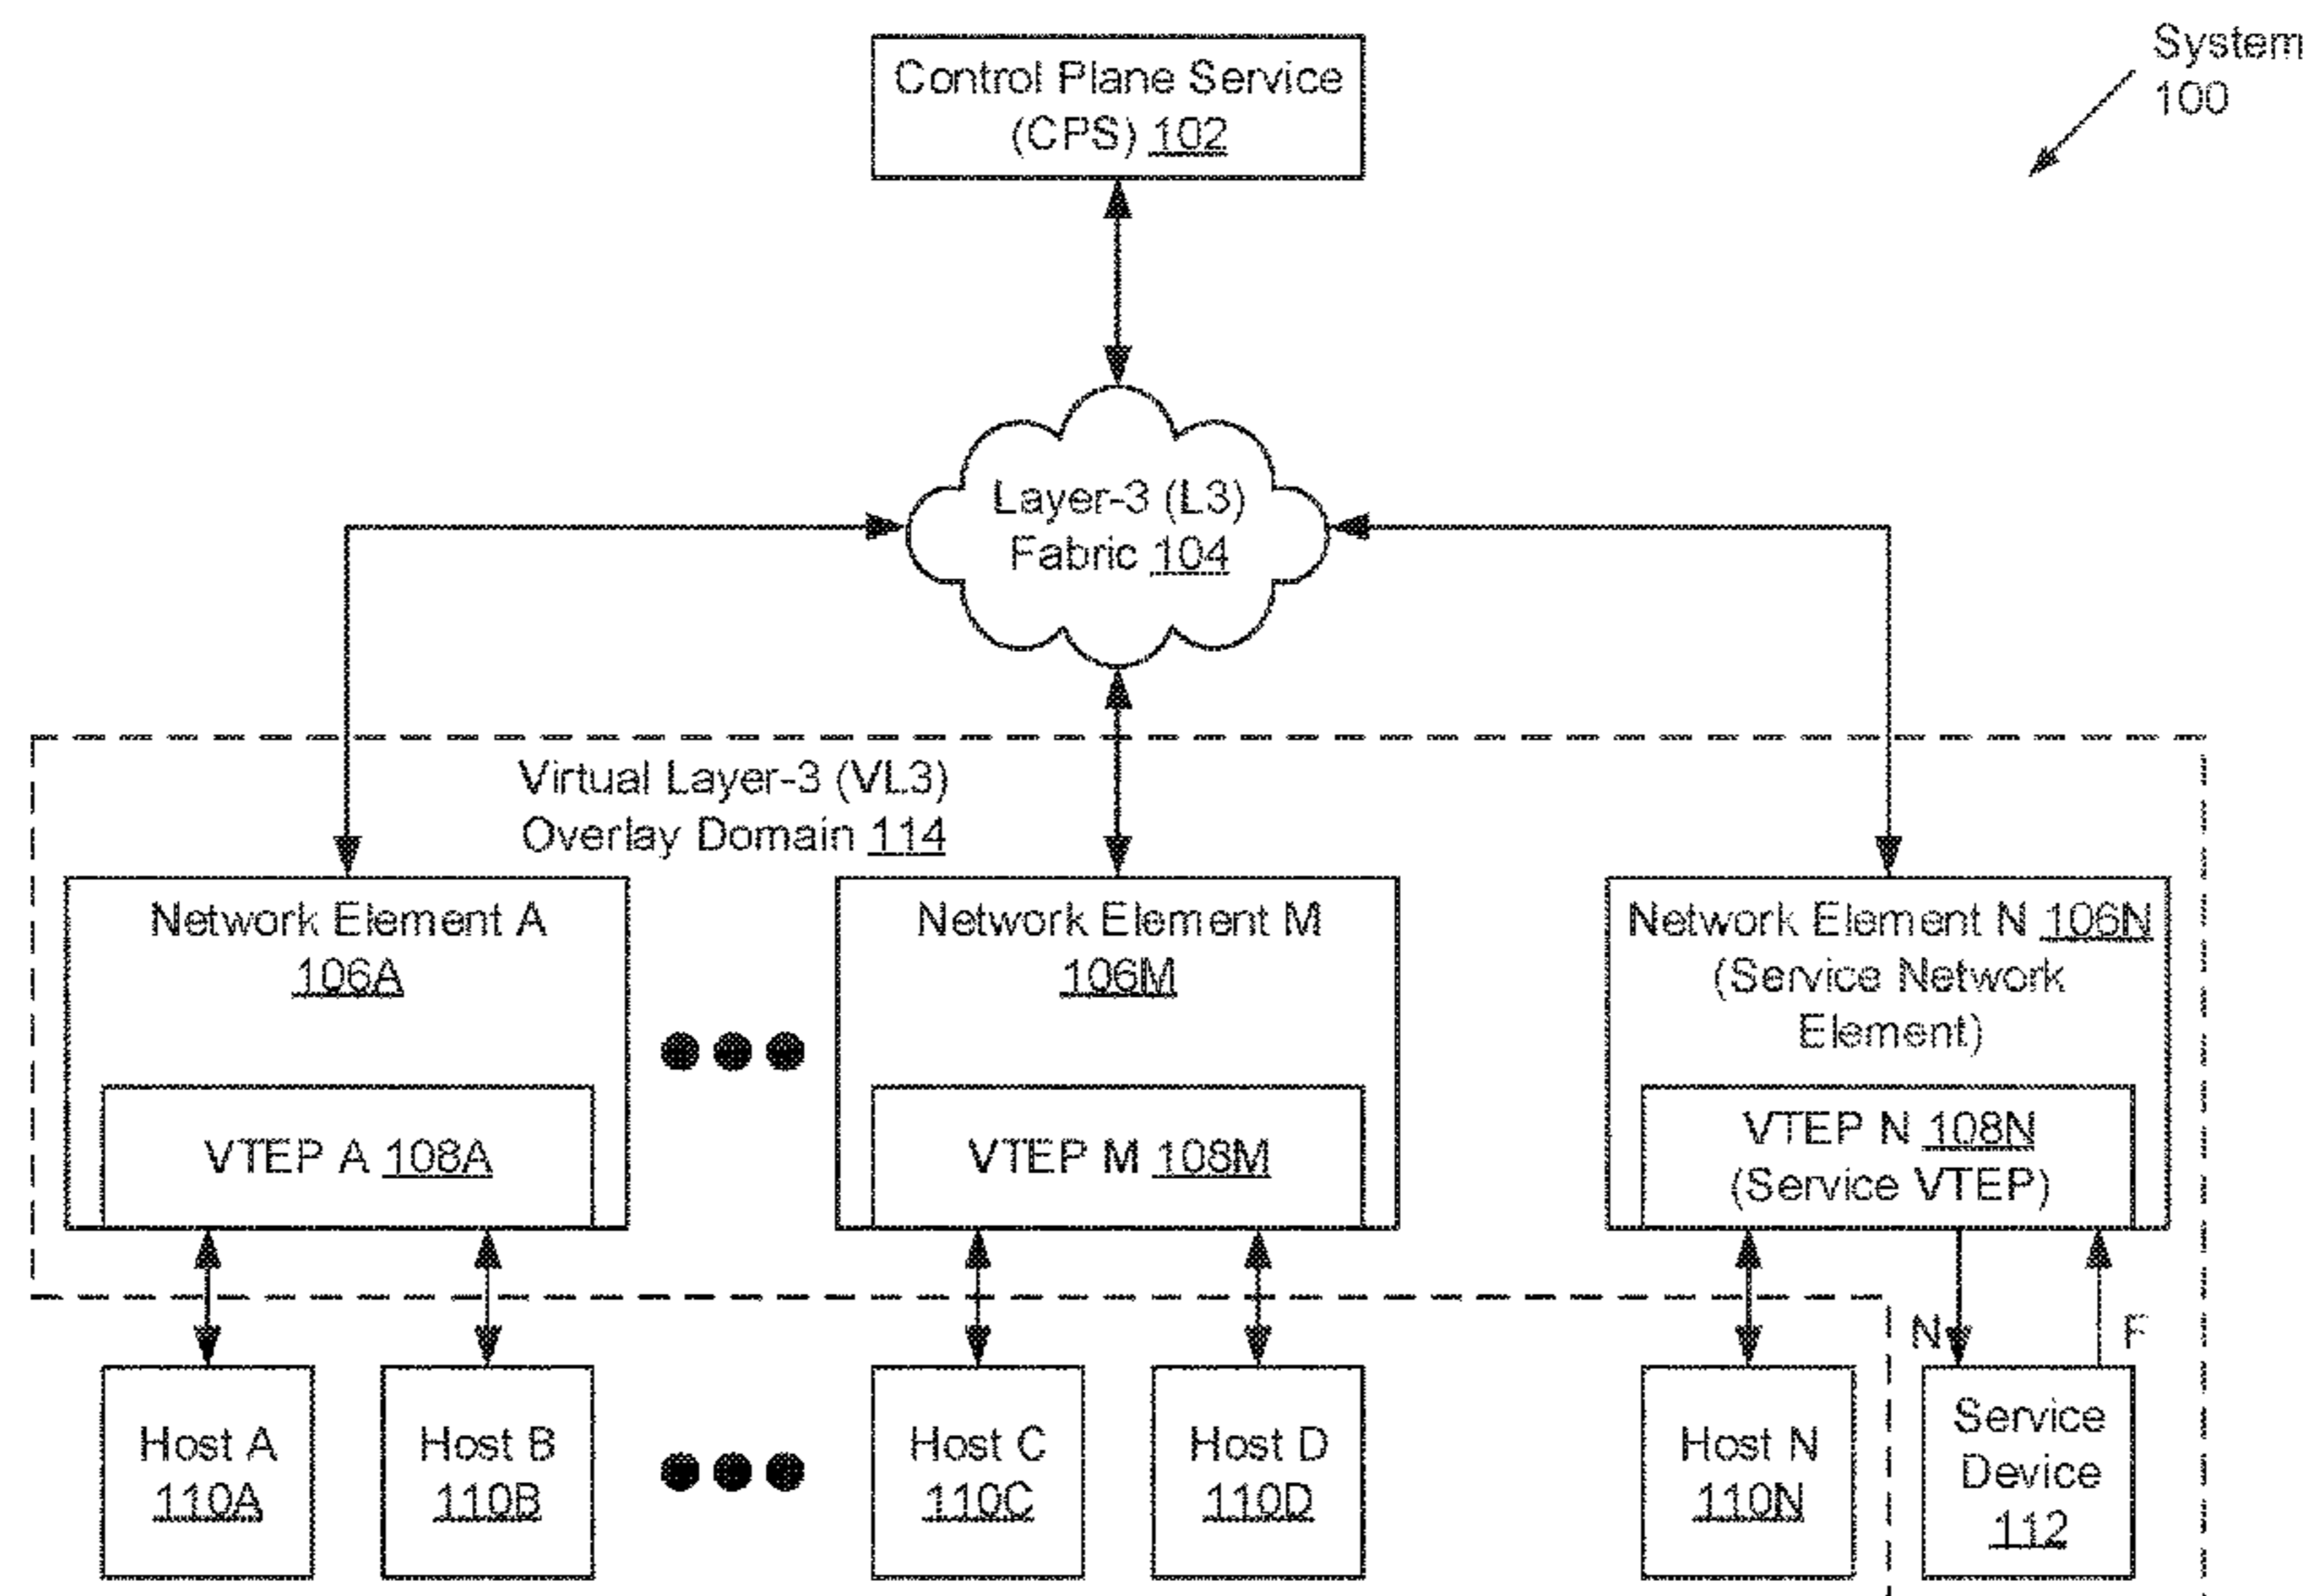 System
100
Control Plane Service
(CPS) 102
Layer-3 (L3)
Fabric 104
Virtual Layer-3 (VL3)
Overlay Domain 114
Network Element A
106A
Network Element M
106M
Network Element N 106N
(Service Network
Element)
VTEP A 108A
VTEP M 108M
VTEP N 108N
(Service VTEP)
N
F
Host A
110A
Host B
110B
Host C
110C
Host D
110D
Host N
110N
Service
Device
112